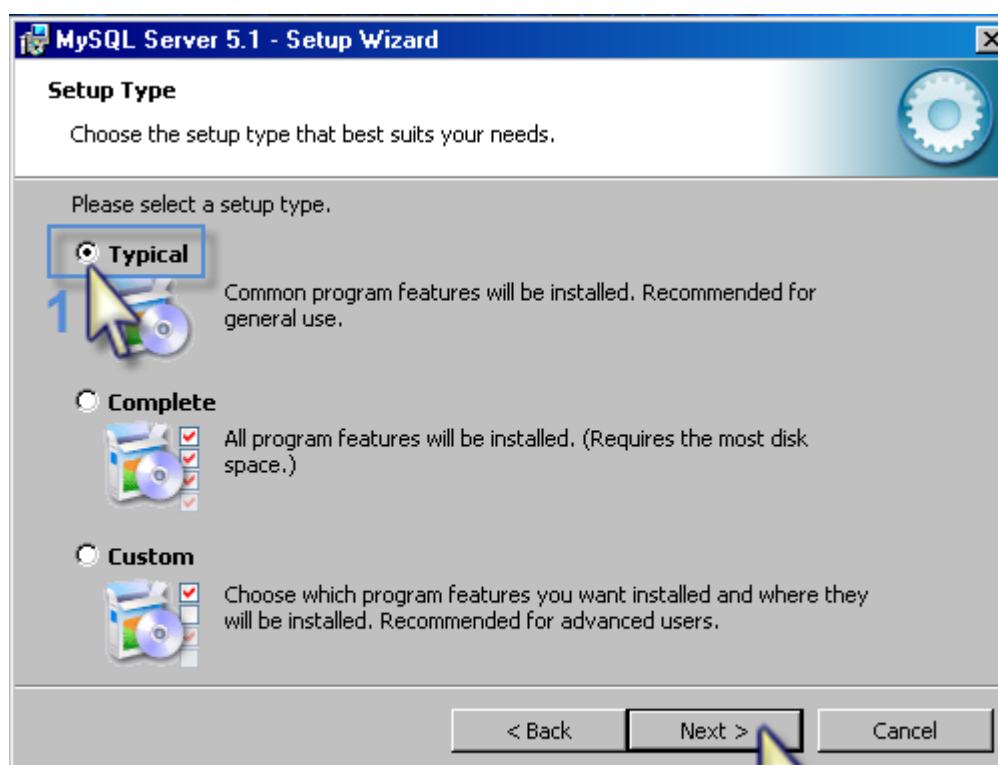 MySQL Server 5.1 - Setup Wizard
Setup Type
Choose the setup type that best suits your needs.
Please select a setup type.
Typical
1
Common program features will be installed. Recommended for
general use.
Complete
All program features will be installed. (Requires the most disk
space.)
Custom
Choose which program features you want installed and where they
will be installed. Recommended for advanced users.
< Back Next > Cancel